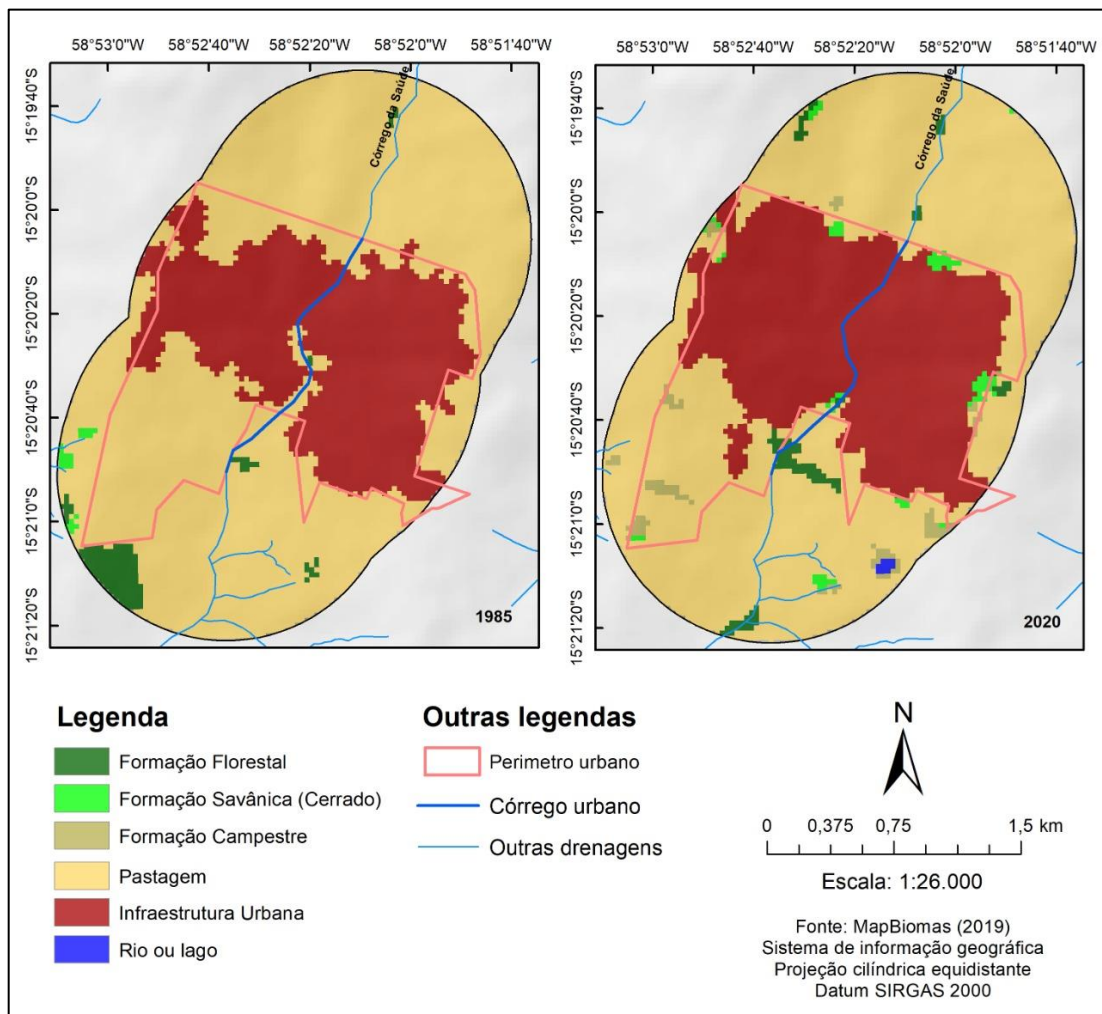 58°53'0"W 58°52'40"W 58°52'20"W 58°52'0"W 58°51'40"W
15°19'40"S
15°20'0"S
15°20'20"S
15°20'40"S
15°21'0"S
15°21'20"S
Córrego da Saúde
1985
58°53'0"W 58°52'40"W 58°52'20"W 58°52'0"W 58°51'40"W
15°19'40"S
15°20'0"S
15°20'20"S
15°20'40"S
15°21'0"S
15°21'20"S
Córrego da Saúde
2020
Legenda
Formação Florestal
Formação Savânica (Cerrado)
Formação Campestre
Pastagem
Infraestrutura Urbana
Rio ou lago
Outras legendas
Perimetro urbano
Córrego urbano
Outras drenagens
N
0 0,375 0,75 1,5 km
Escala: 1:26.000
Fonte: MapBiomas (2019)
Sistema de informação geográfica
Projeção cilíndrica equidistante
Datum SIRGAS 2000